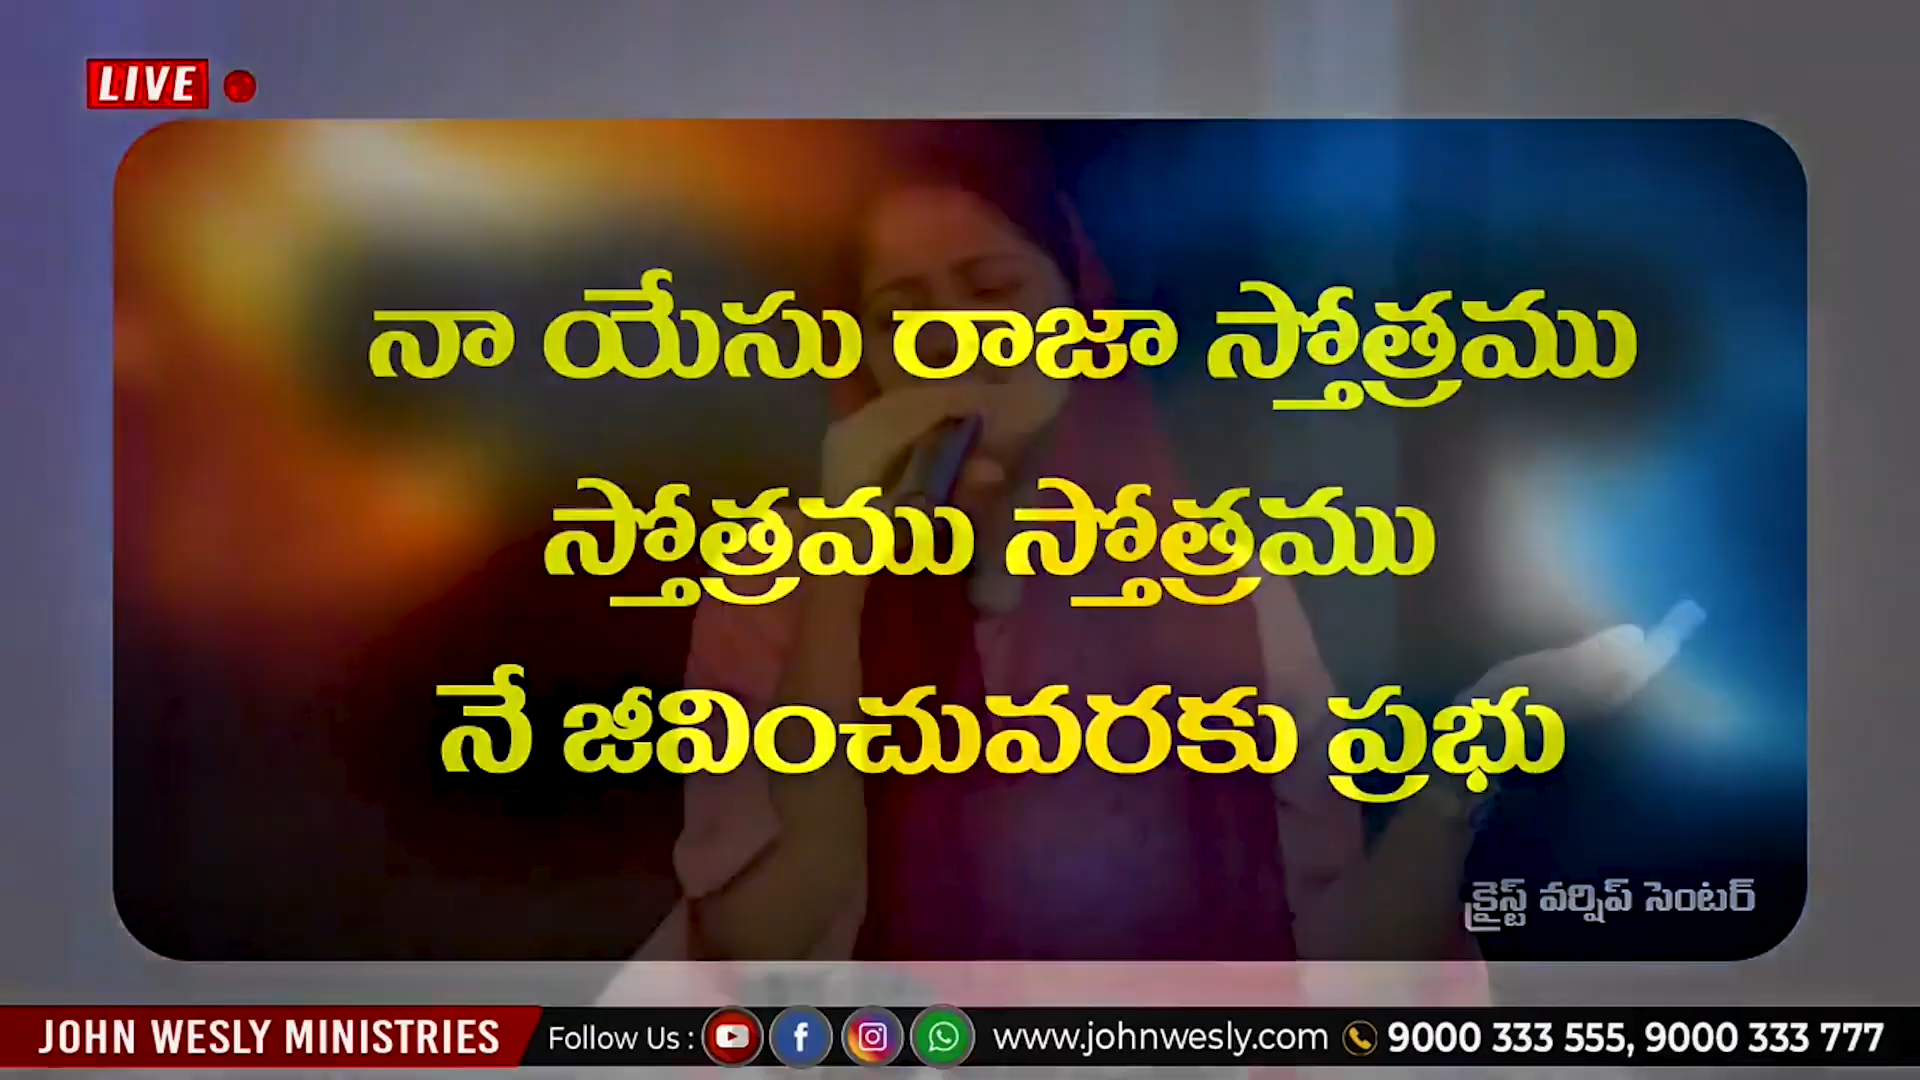 LIVE
నా యేసు రాజా స్తోత్రము
స్తోత్రము స్తోత్రము
నే జీవించువరకు ప్రభు
క్రైస్ట్ వర్షిప్ సెంటర్
JOHN WESLY MINISTRIES Follow Us : www.johnwesly.com 9000 333 555, 9000 333 777